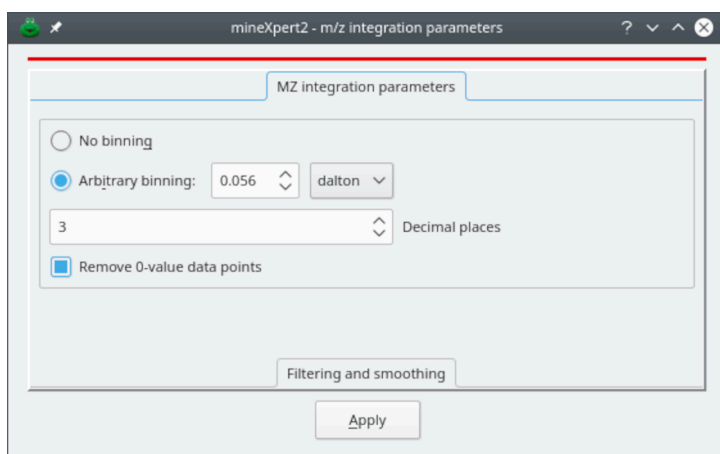 mineXpert2 - m/z integration parameters
MZ integration parameters
No binning
Arbitrary binning: 0.056 dalton
3 Decimal places
Remove 0-value data points
Filtering and smoothing
Apply